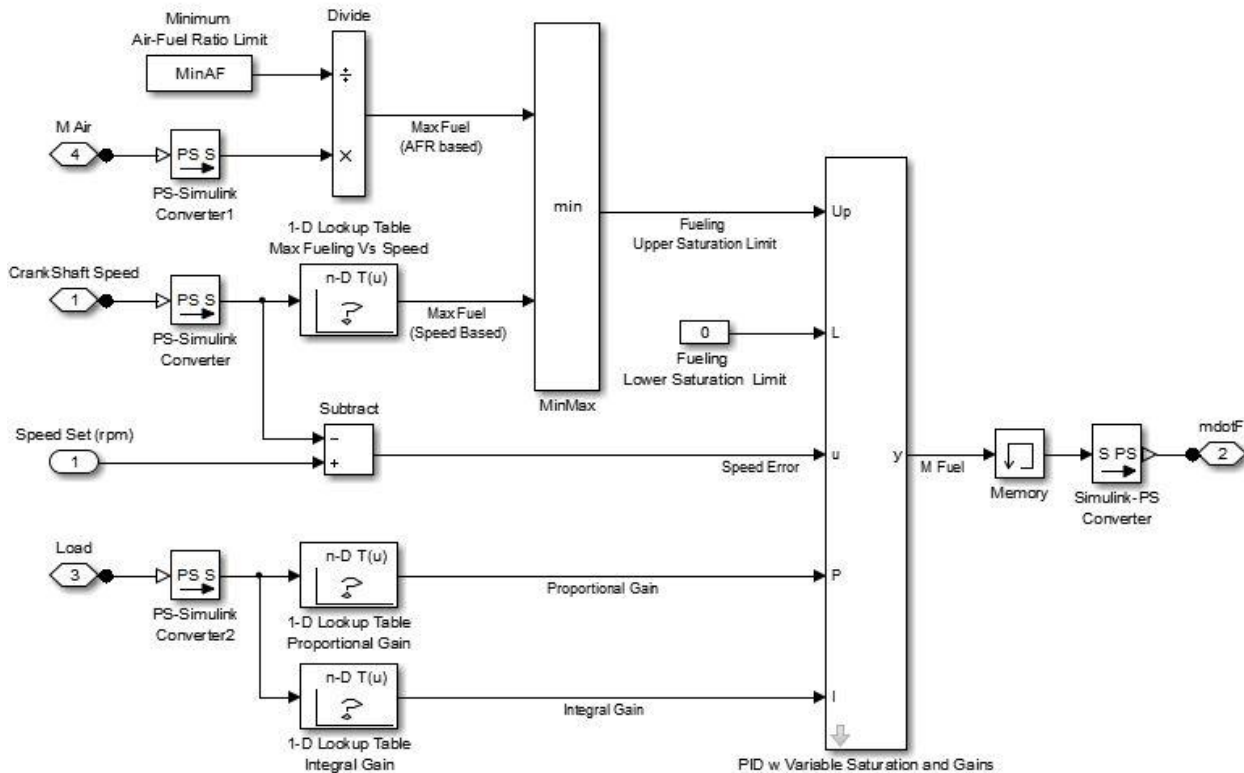 Minimum
Air-Fuel Ratio Limit
MinAF
Divide
÷
×
M Air
4
PS S
PS-Simulink
Converter1
MaxFuel
(AFR based)
min
MinMax
1-D Lookup Table
Max Fueling Vs Speed
n-D T(u)
CrankShaft Speed
1
PS S
PS-Simulink
Converter
MaxFuel
(Speed Based)
Fueling
Upper Saturation Limit
0
Fueling
Lower Saturation Limit
Subtract
−
+
Speed Set (rpm)
1
Speed Error
Load
3
PS S
PS-Simulink
Converter2
n-D T(u)
1-D Lookup Table
Proportional Gain
Proportional Gain
n-D T(u)
1-D Lookup Table
Integral Gain
Integral Gain
Up
L
u
P
I
y
PID w Variable Saturation and Gains
M Fuel
Memory
S PS
Simulink-PS
Converter
mdotF
2